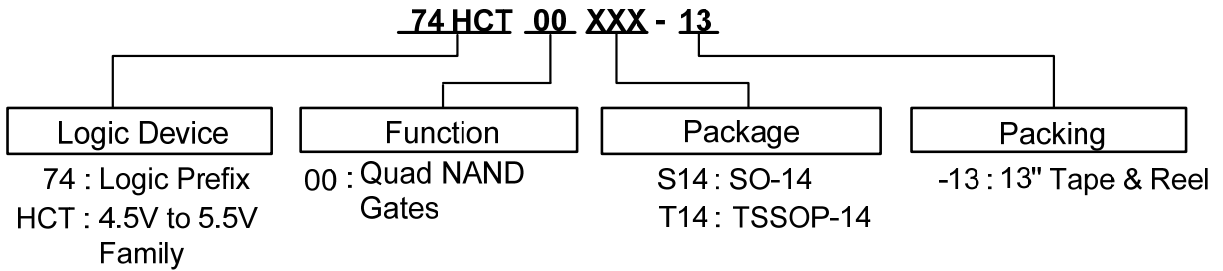 74 HCT 00 XXX - 13
Logic Device
74 : Logic Prefix
HCT : 4.5V to 5.5V
Family
Function
00 : Quad NAND
Gates
Package
S14 : SO-14
T14 : TSSOP-14
Packing
-13 : 13" Tape & Reel